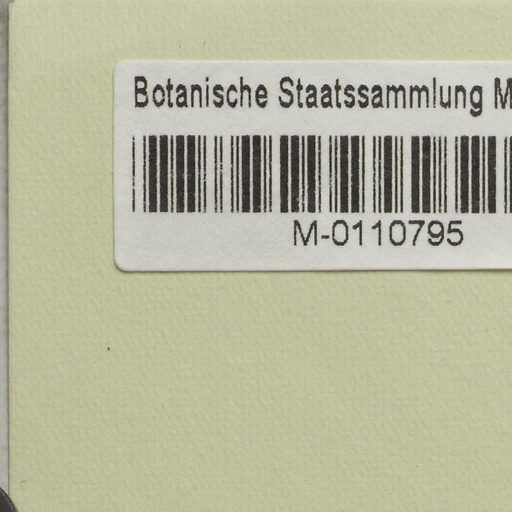 Botanische Staatssammlung M
M-0110795